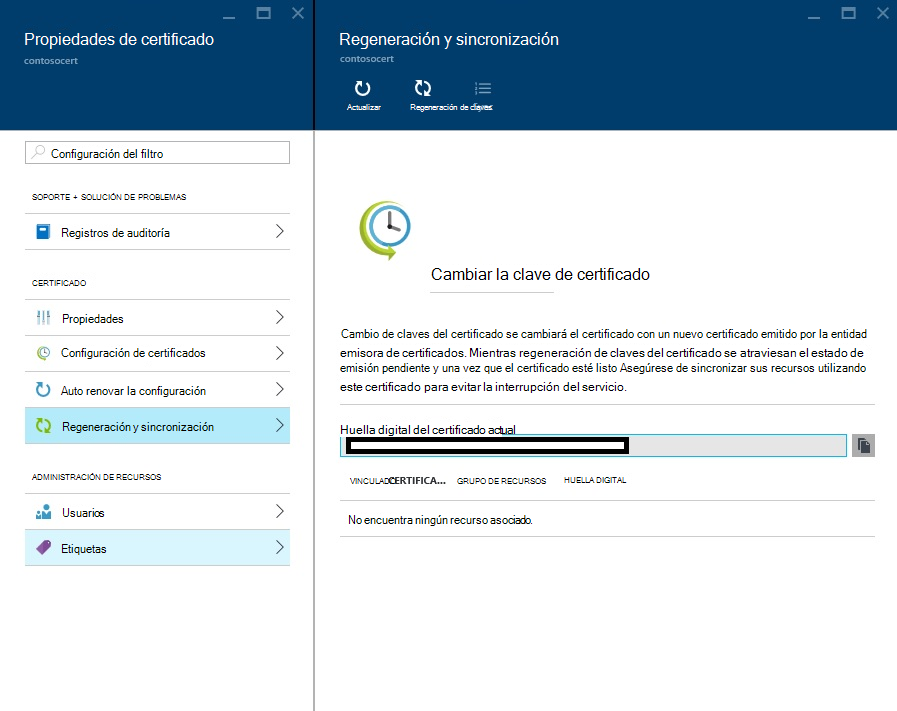 Propiedades de certificado
contosocert
Configuración del filtro
SOPORTE + SOLUCIÓN DE PROBLEMAS
Registros de auditoría
CERTIFICADO
Propiedades
Configuración de certificados
Auto renovar la configuración
Regeneración y sincronización
ADMINISTRACIÓN DE RECURSOS
Usuarios
Etiquetas
Regeneración y sincronización
contosocert
Actualizar
Regeneración de claves
Cambiar la clave de certificado
Cambio de claves del certificado se cambiará el certificado con un nuevo certificado emitido por la entidad
emisora de certificados. Mientras regeneración de claves del certificado se atraviesan el estado de
emisión pendiente y una vez que el certificado esté listo Asegúrese de sincronizar sus recursos utilizando
este certificado para evitar la interrupción del servicio.
Huella digital del certificado actual
CERTIFICA... GRUPO DE RECURSOS HUELLA DIGITAL
No encuentra ningún recurso asociado.